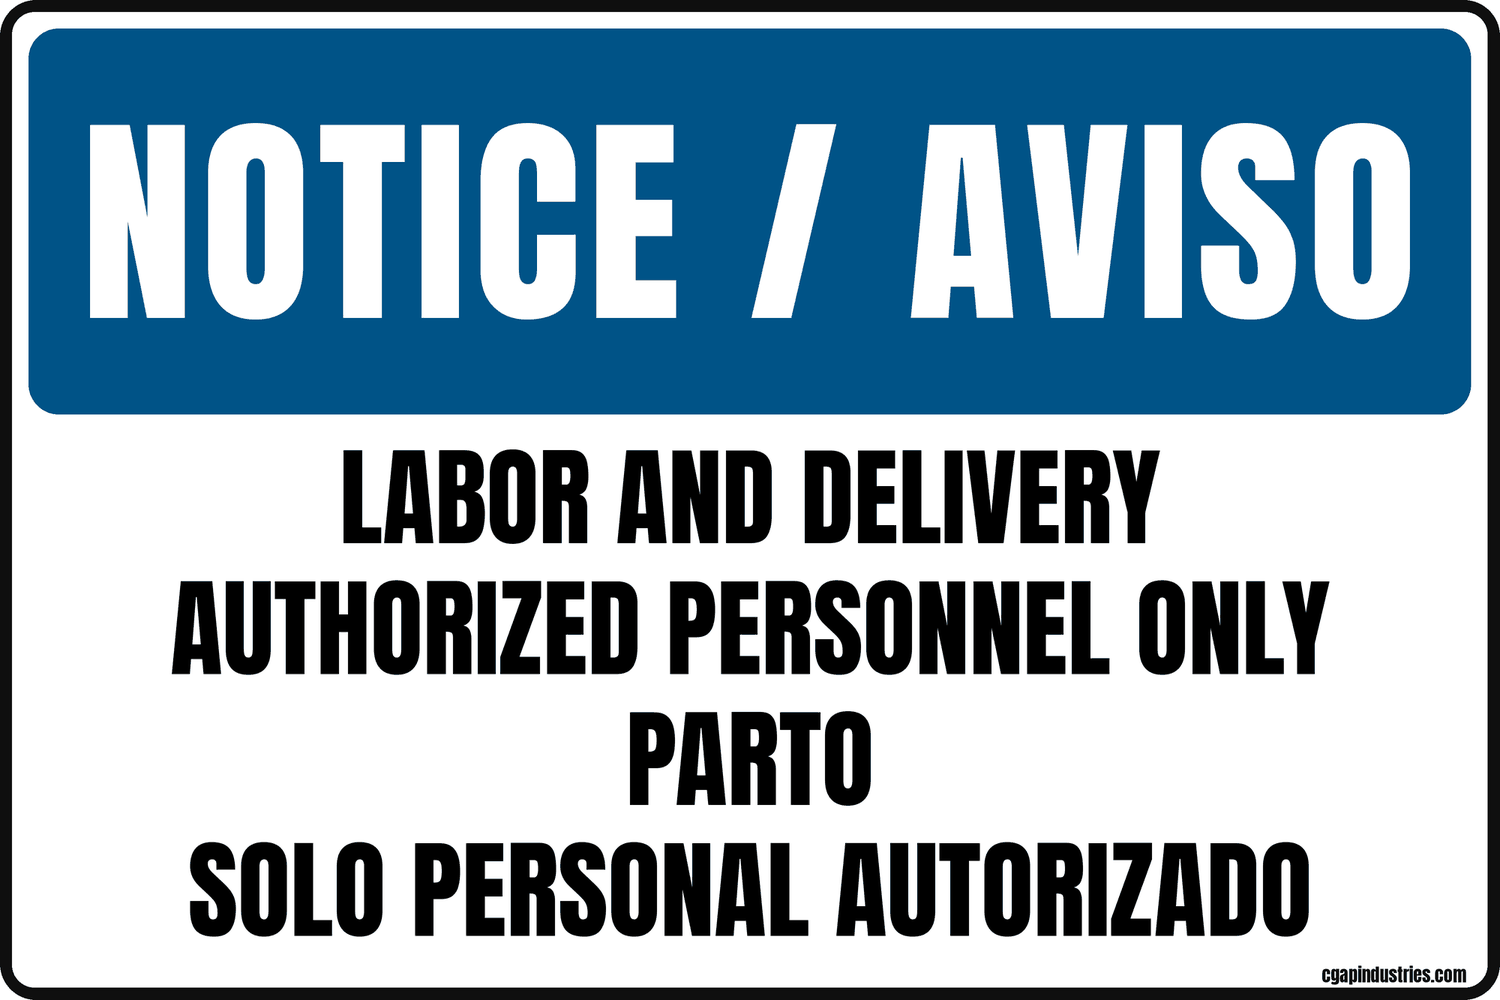 NOTICE / AVISO
LABOR AND DELIVERY
AUTHORIZED PERSONNEL ONLY
PARTO
SOLO PERSONAL AUTORIZADO
cgapindustries.com